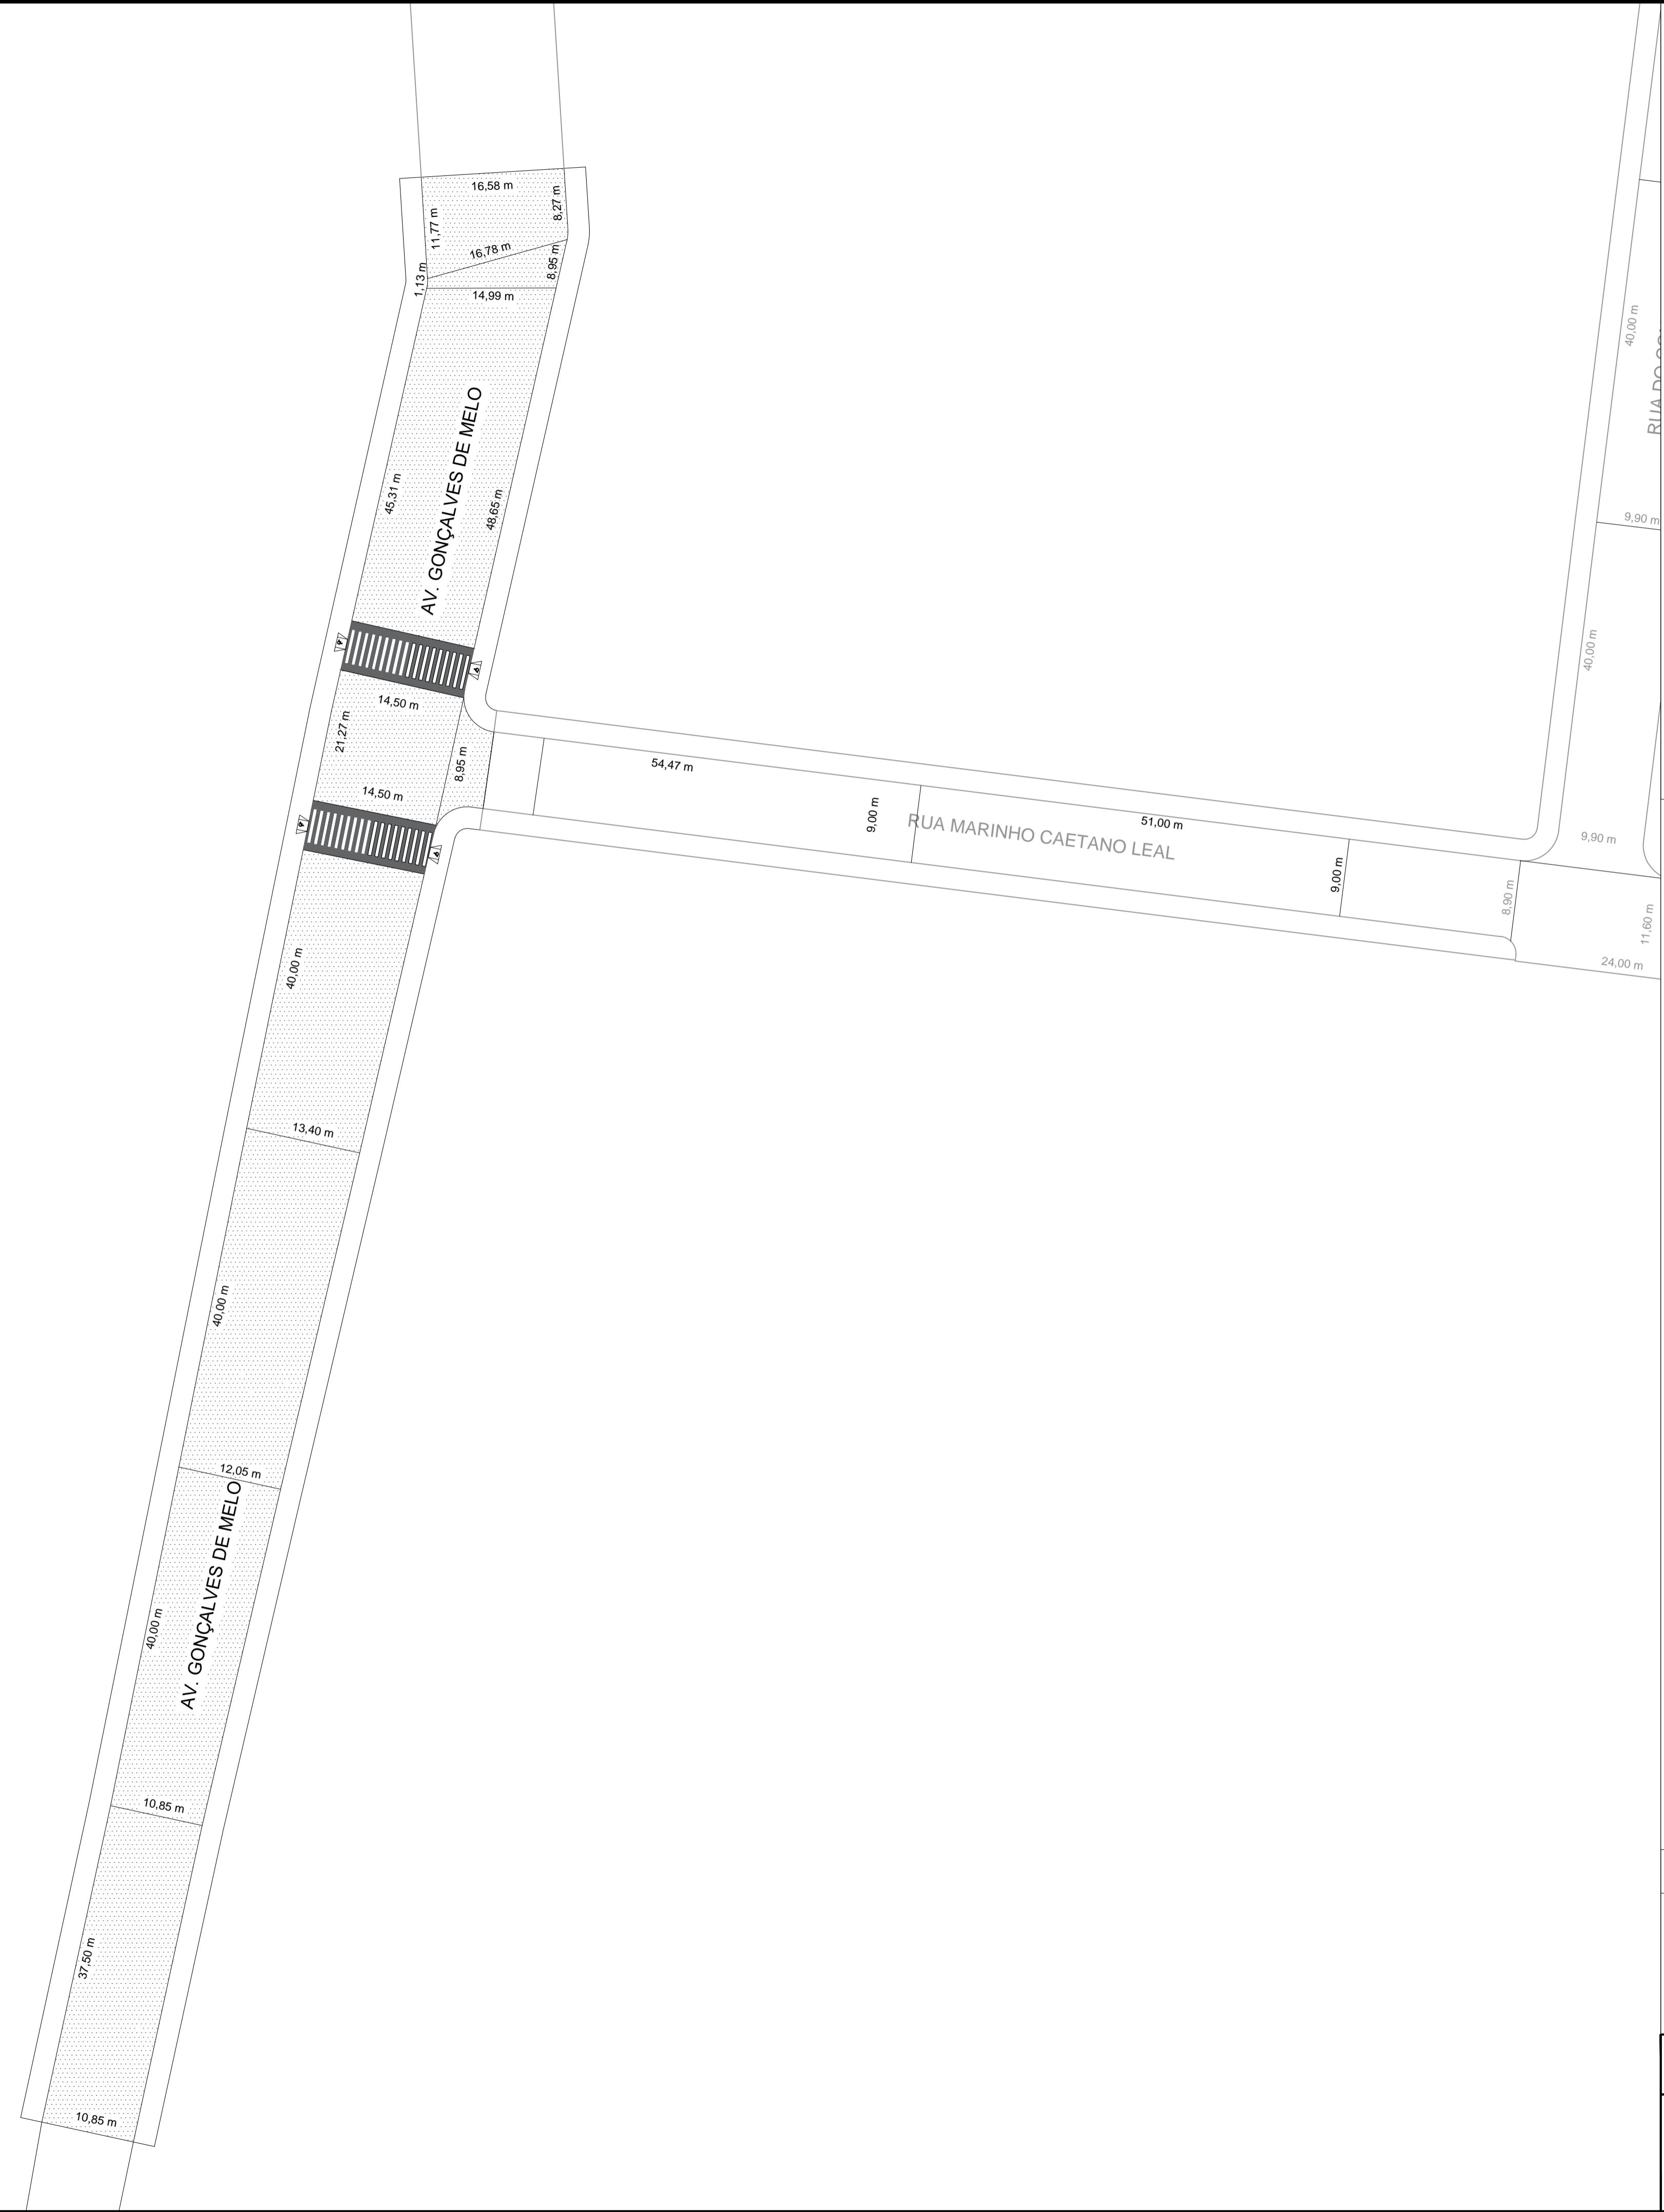 16,58 m
8,27 m
11,77 m
16,78 m
8,95 m
1,13 m
14,99 m
40,00 m
AV. GONÇALVES DE MELO
45,31 m
48,65 m
9,90 m
40,00 m
14,50 m
21,27 m
8,95 m
54,47 m
14,50 m
9,00 m
51,00 m
RUA MARINHO CAETANO LEAL
9,90 m
9,00 m
8,90 m
11,60 m
24,00 m
40,00 m
13,40 m
40,00 m
12,05 m
AV. GONÇALVES DE MELO
40,00 m
10,85 m
37,50 m
10,85 m
RUA DO